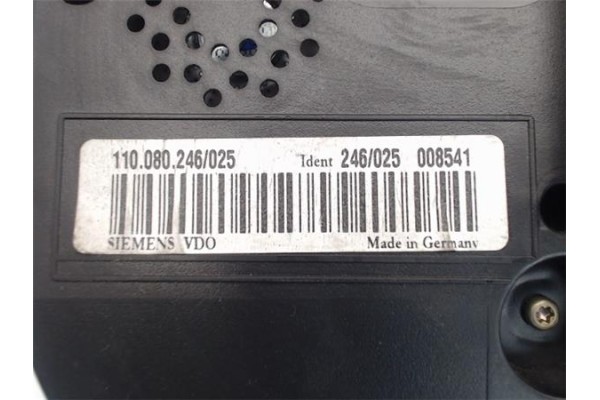 110.080.246/025 Ident 246/025 008541
SIEMENS VDO Made in Germany